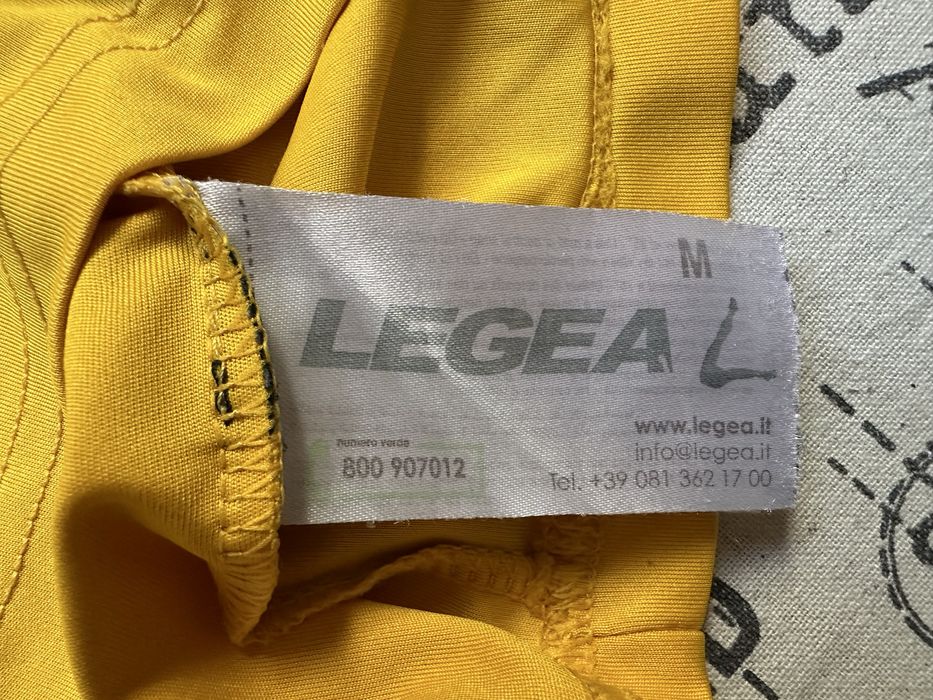 M
LEGEA
numero verde
800 907012
www.legea.it
info@legea.it
Tel. +39 081 362 17 00